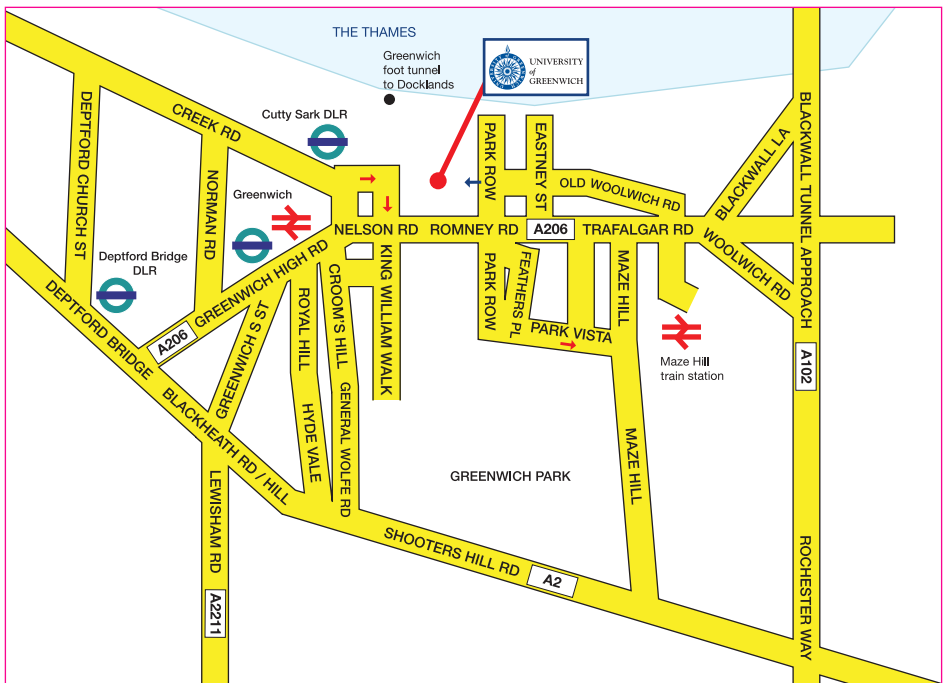 THE THAMES
Greenwich
foot tunnel
to Docklands
UNIVERSITY
of
GREENWICH
Cutty Sark DLR
CREEK RD
DEPTFORD CHURCH ST
NORMAN RD
Greenwich
Deptford Bridge
DLR
PARK ROW
EASTNEY ST
OLD WOOLWICH RD
BLACKWALL LA
BLACKWALL TUNNEL APPROACH
NELSON RD
ROMNEY RD
A206
TRAFALGAR RD
WOOLWICH RD
GREENWICH HIGH RD
A206
DEPTFORD BRIDGE
GREENWICH S ST
ROYAL HILL
CROOM'S HILL
KING WILLIAM WALK
PARK ROW
FEATHERS PL
PARK VISTA
MAZE HILL
Maze Hill
train station
A102
BLACKHEATH RD / HILL
HYDE VALE
GENERAL WOLFE RD
GREENWICH PARK
MAZE HILL
LEWISHAM RD
A2211
SHOOTERS HILL RD
A2
ROCHESTER WAY